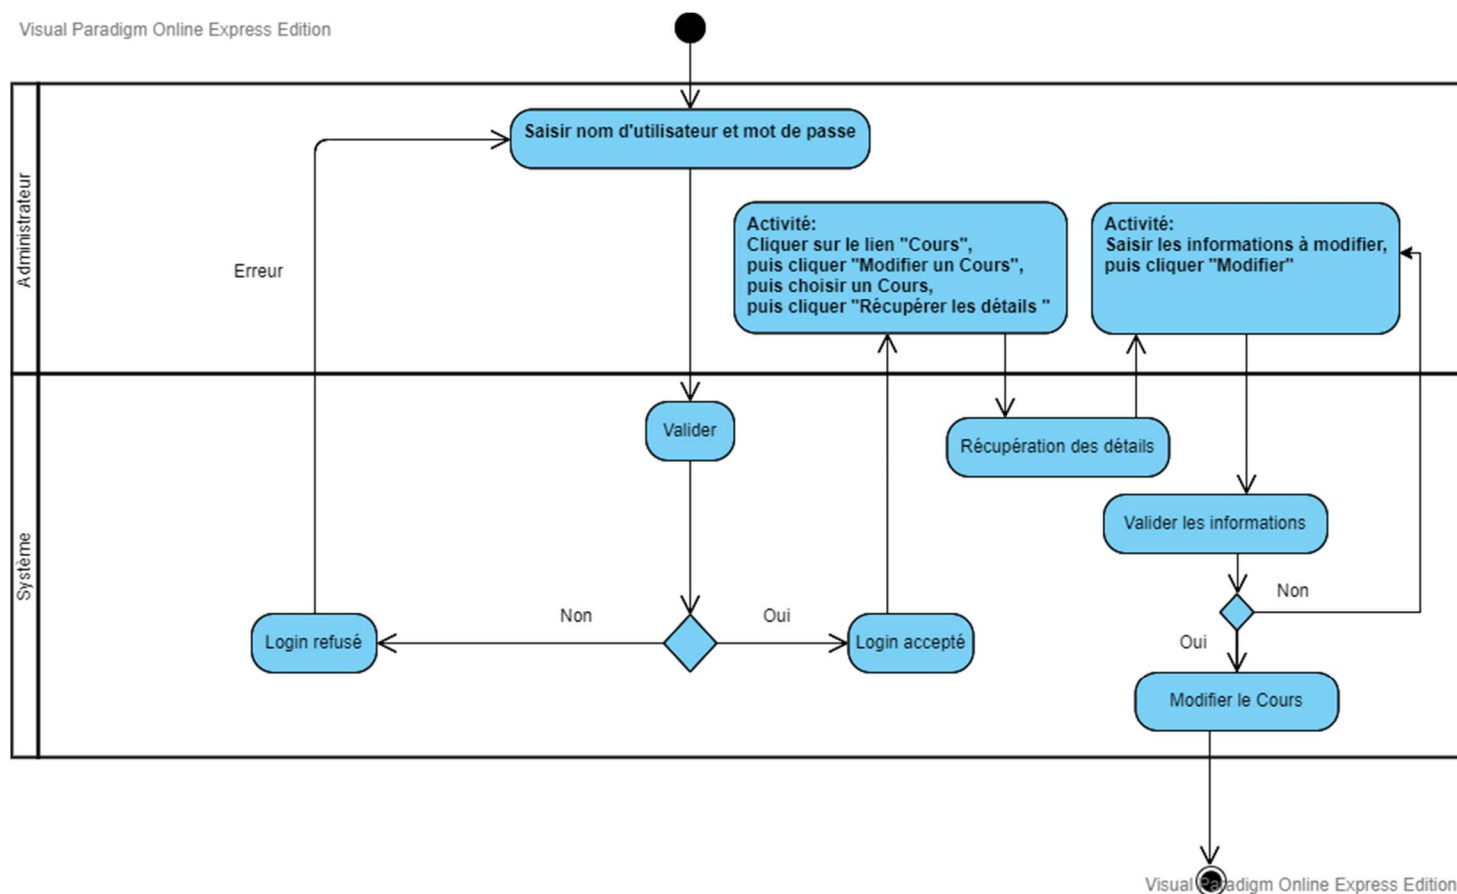 Visual Paradigm Online Express Edition
Administrateur
Saisir nom d'utilisateur et mot de passe
Erreur
Activité:
Cliquer sur le lien "Cours",
puis cliquer "Modifier un Cours",
puis choisir un Cours,
puis cliquer "Récupérer les détails "
Activité:
Saisir les informations à modifier,
puis cliquer "Modifier"
Système
Valider
Récupération des détails
Valider les informations
Non
Oui
Non
Login refusé
Login accepté
Oui
Modifier le Cours
Visual Paradigm Online Express Edition